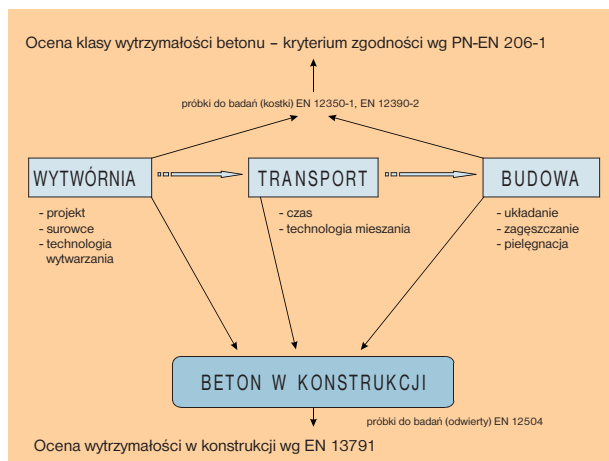 Ocena klasy wytrzymałości betonu – kryterium zgodności wg PN-EN 206-1
próbki do badań (kostki) EN 12350-1, EN 12390-2
WYTWÓRNIA
TRANSPORT
BUDOWA
- projekt
- surowce
- technologia
wytwarzania
- czas
- technologia mieszania
- układanie
- zagęszczanie
- pielęgnacja
BETON W KONSTRUKCJI
próbki do badań (odwierty) EN 12504
Ocena wytrzymałości w konstrukcji wg EN 13791